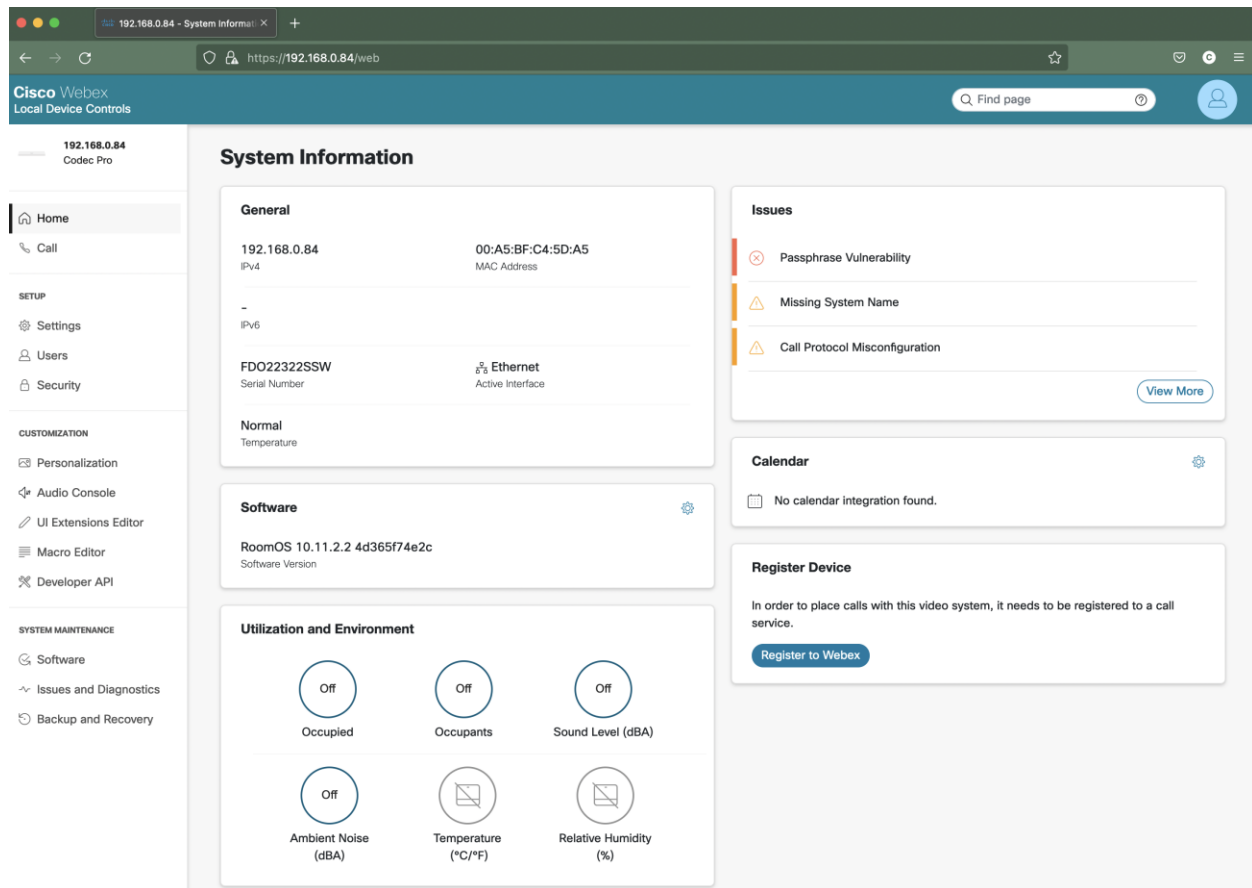 192.168.0.84 - System Informati
https://192.168.0.84/web
Cisco Webex
Local Device Controls
Find page
192.168.0.84
Codec Pro
Home
Call
SETUP
Settings
Users
Security
CUSTOMIZATION
Personalization
Audio Console
UI Extensions Editor
Macro Editor
Developer API
SYSTEM MAINTENANCE
Software
Issues and Diagnostics
Backup and Recovery
System Information
General
192.168.0.84
IPv4
00:A5:BF:C4:5D:A5
MAC Address
-
IPv6
FDO22322SSW
Serial Number
Ethernet
Active Interface
Normal
Temperature
Software
RoomOS 10.11.2.2 4d365f74e2c
Software Version
Utilization and Environment
Off
Occupied
Off
Occupants
Off
Sound Level (dBA)
Off
Ambient Noise
(dBA)
Temperature
(°C/°F)
Relative Humidity
(%)
Issues
Passphrase Vulnerability
Missing System Name
Call Protocol Misconfiguration
View More
Calendar
No calendar integration found.
Register Device
In order to place calls with this video system, it needs to be registered to a call
service.
Register to Webex